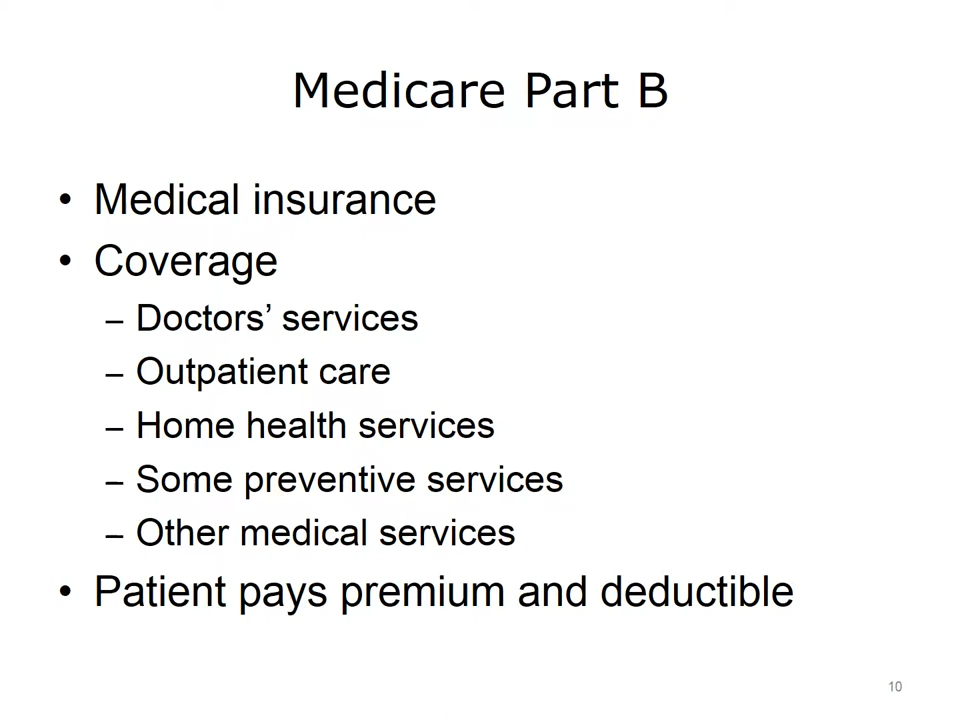 Medicare Part B
• Medical insurance
• Coverage
– Doctors’ services
– Outpatient care
– Home health services
– Some preventive services
– Other medical services
• Patient pays premium and deductible
10